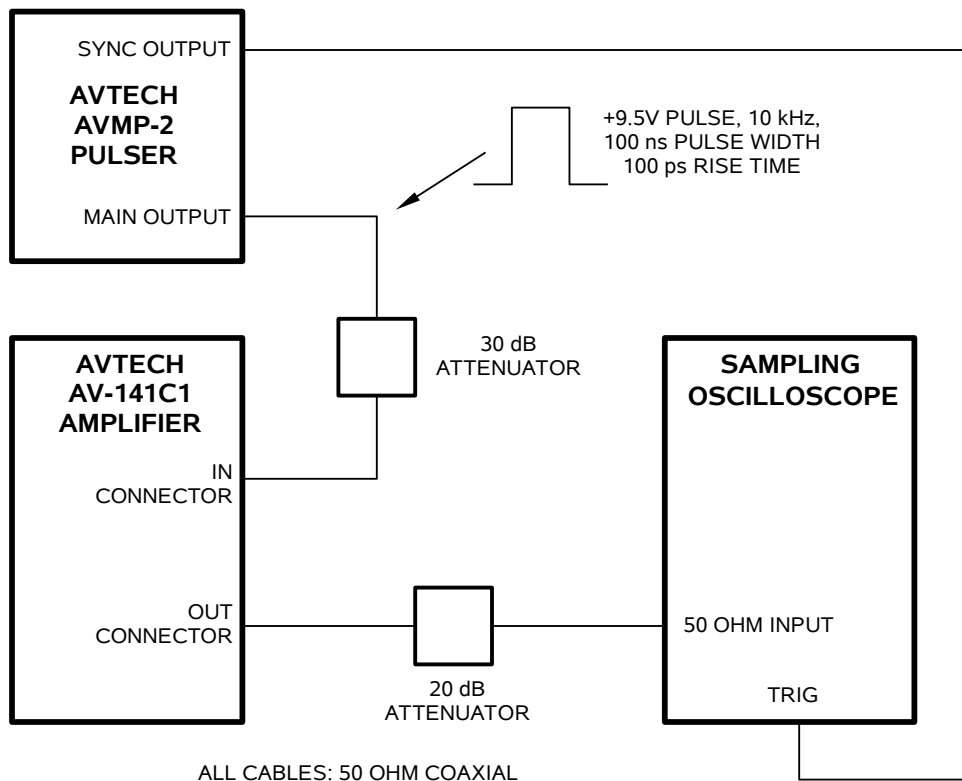 SYNC OUTPUT
AVTECH
AVMP-2
PULSER
MAIN OUTPUT
+9.5V PULSE, 10 kHz,
100 ns PULSE WIDTH
100 ps RISE TIME
30 dB
ATTENUATOR
AVTECH
AV-141C1
AMPLIFIER
IN
CONNECTOR
OUT
CONNECTOR
20 dB
ATTENUATOR
SAMPLING
OSCILLOSCOPE
50 OHM INPUT
TRIG
ALL CABLES: 50 OHM COAXIAL